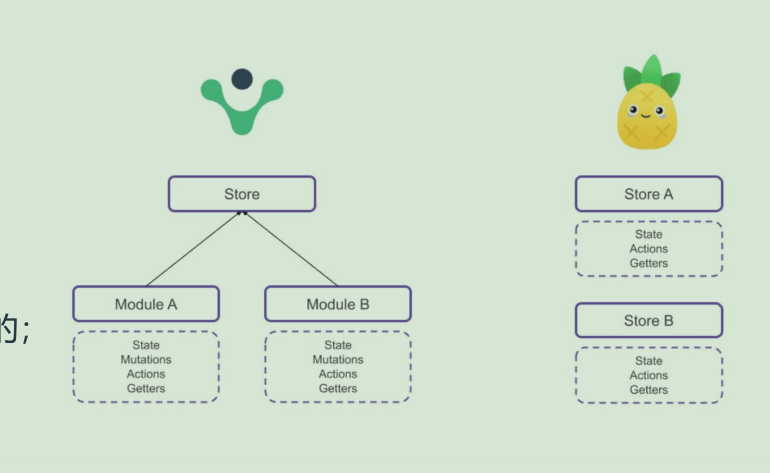 Store
Module A
Module B
State
Mutations
Actions
Getters
State
Mutations
Actions
Getters
的;
Store A
State
Actions
Getters
Store B
State
Actions
Getters